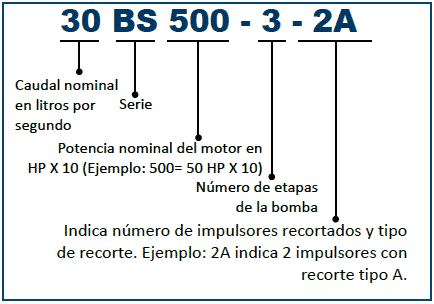 30 BS 500 - 3 - 2A
Caudal nominal
en litros por
segundo
Serie
Potencia nominal del motor en
HP X 10 (Ejemplo: 500= 50 HP X 10)
Número de etapas
de la bomba
Indica número de impulsores recortados y tipo
de recorte. Ejemplo: 2A indica 2 impulsores con
recorte tipo A.